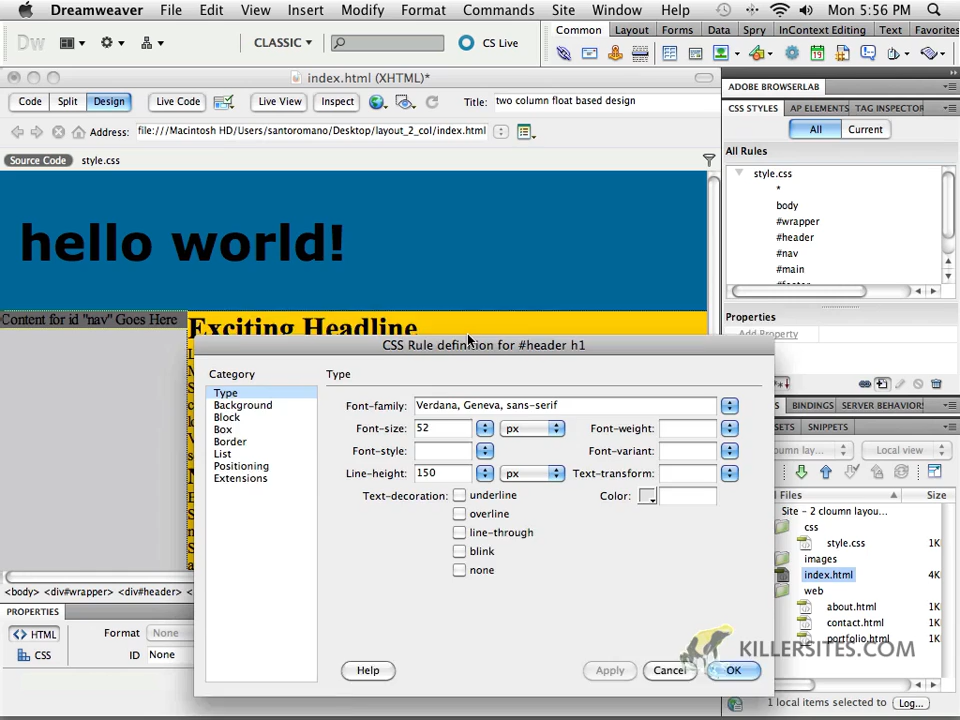 Dreamweaver File Edit View Insert Modify Format Commands Site Window Help Mon 5:56 PM
Dw CLASSIC CS Live
Common Layout Forms Data Spry InContext Editing Text Favorites
index.html (XHTML)*
Code Split Design Live Code Live View Inspect Title: two column float based design
Address: file:///Macintosh HD/Users/santoromano/Desktop/layout_2_col/index.html
Source Code style.css
hello world!
Content for id "nav" Goes Here
Exciting Headline
ADOBE BROWSERLAB
CSS STYLES AP ELEMENTS TAG INSPECTOR
All Current
All Rules
style.css
*
body
#wrapper
#header
#nav
#main
#footer
Properties
Add Property
CSS Rule definition for #header h1
Category
Type
Background
Block
Box
Border
List
Positioning
Extensions
Type
Font-family: Verdana, Geneva, sans-serif
Font-size: 52 px Font-weight:
Font-style: Font-variant:
Line-height: 150 px Text-transform:
Text-decoration: underline Color:
overline
line-through
blink
none
Help Apply Cancel OK
BINDINGS SERVER BEHAVIOR
SNIPPETS
Local view
Files Size
Site - 2 cloumn layou...
css
style.css 1K
images
index.html 4K
web
about.html 1K
contact.html 1K
portfolio.html 1K
1 local items selected to Log...
<body> <div#wrapper> <div#header>
PROPERTIES
HTML Format None
CSS ID None
KILLERSITES.COM